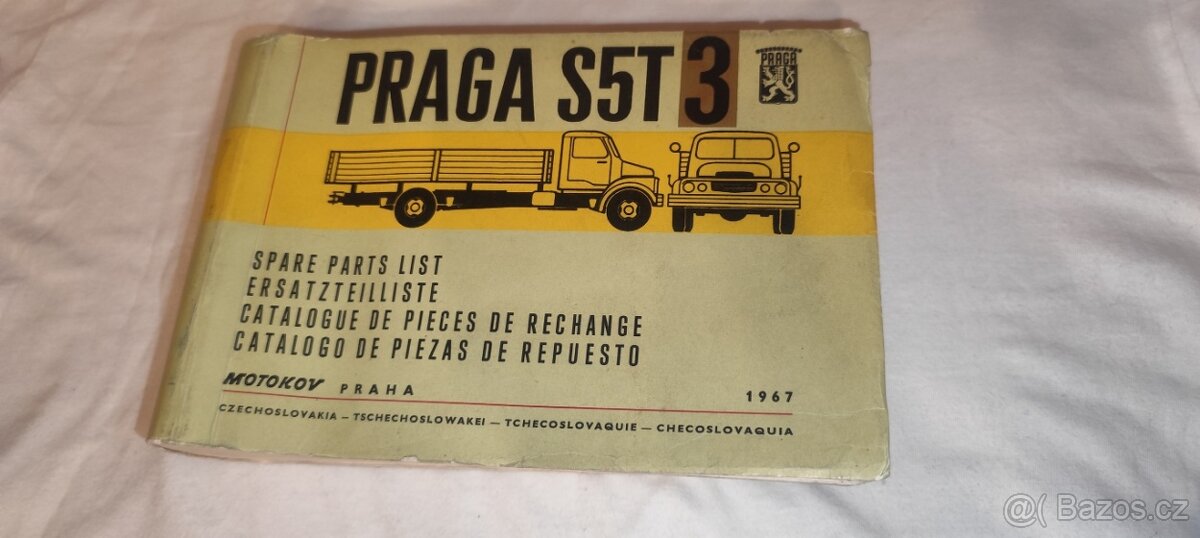 PRAGA S5T 3
PRAGA
SPARE PARTS LIST
ERSATZTEILLISTE
CATALOGUE DE PIECES DE RECHANGE
CATALOGO DE PIEZAS DE REPUESTO
MOTOKOV PRAHA 1967
CZECHOSLOVAKIA – TSCHECHOSLOWAKEI – TCHECOSLOVAQUIE – CHECOSLOVAQUIA
@( Bazos.cz